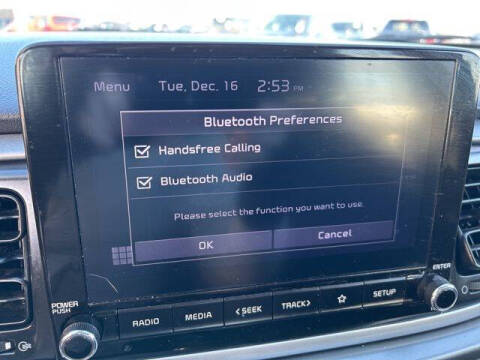 Menu Tue, Dec. 16 2:53 PM
Bluetooth Preferences
Handsfree Calling
Bluetooth Audio
Please select the function you want to use.
OK Cancel
POWER
PUSH
RADIO MEDIA < SEEK TRACK > ☆ SETUP
ENTER